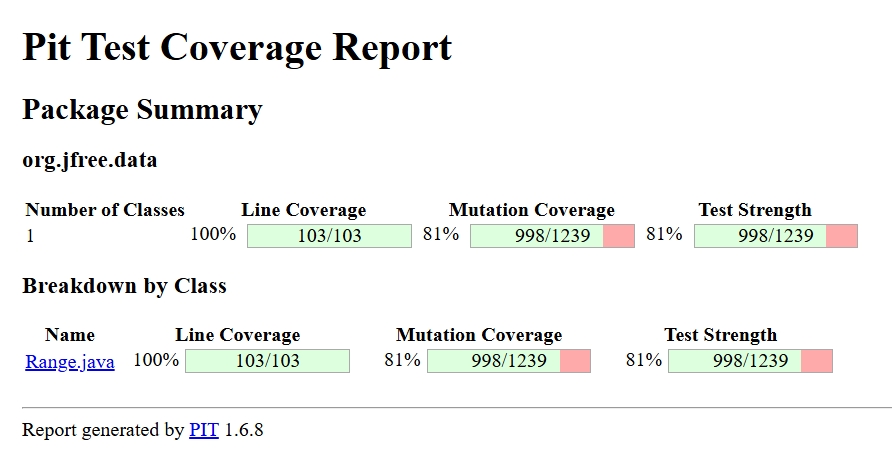 Pit Test Coverage Report
Package Summary
org.jfree.data
Number of Classes Line Coverage Mutation Coverage Test Strength
1 100% 103/103 81% 998/1239 81% 998/1239
Breakdown by Class
Name Line Coverage Mutation Coverage Test Strength
Range.java 100% 103/103 81% 998/1239 81% 998/1239
Report generated by PIT 1.6.8